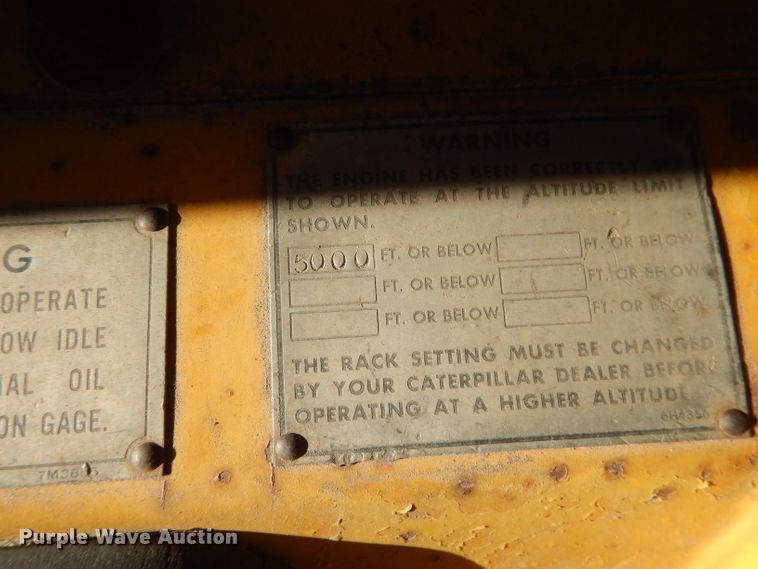 G
OPERATE
OW IDLE
IAL OIL
ON GAGE.
WARNING
THE ENGINE HAS BEEN CORRECTLY SET
TO OPERATE AT THE ALTITUDE LIMIT
SHOWN.
5000 FT. OR BELOW FT. OR BELOW
FT. OR BELOW FT. OR BELOW
FT. OR BELOW FT. OR BELOW
THE RACK SETTING MUST BE CHANGED
BY YOUR CATERPILLAR DEALER BEFORE
OPERATING AT A HIGHER ALTITUDE.
6H4356
Purple Wave Auction